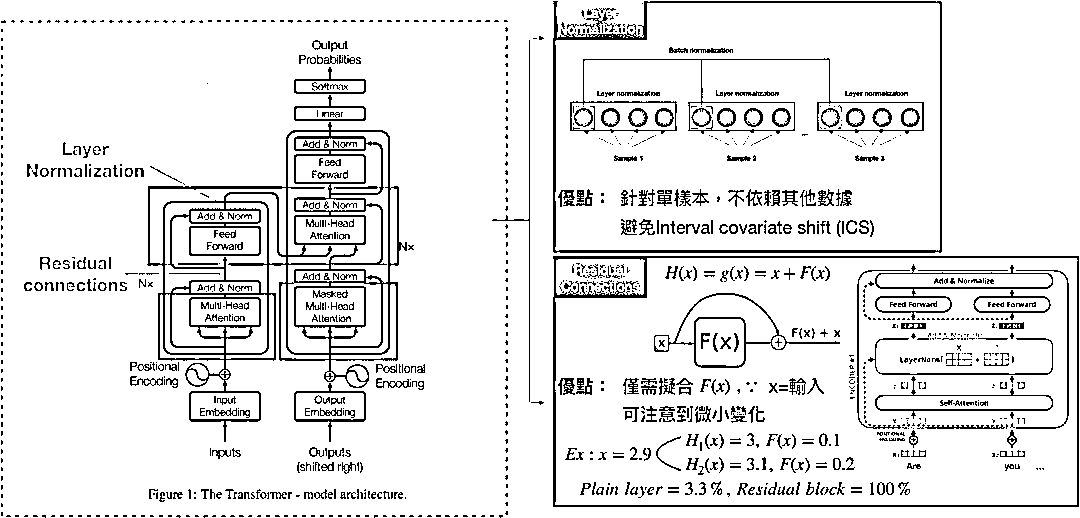 Output
Probabilities
Softmax
Linear
Add & Norm
Feed
Forward
Layer
Normalization
Add & Norm
Add & Norm
Multi-Head
Attention
Feed
Forward
Nx
Residual
connections
Nx
Add & Norm
Add & Norm
Multi-Head
Attention
Masked
Multi-Head
Attention
Positional
Encoding
Positional
Encoding
Input
Embedding
Output
Embedding
Inputs
Outputs
(shifted right)
Figure 1: The Transformer - model architecture.
Layer
Normalization
Batch normalization
Layer normalization
Layer normalization
Layer normalization
Sample 1
Sample 2
Sample 3
優點： 針對單樣本，不依賴其他數據
避免Interval covariate shift (ICS)
Residual
Connections
H(x) = g(x) = x + F(x)
x
F(x)
F(x) + x
優點： 僅需擬合 F(x) , ∵ x=輸入
可注意到微小變化
Ex : x = 2.9
H₁(x) = 3, F(x) = 0.1
H₂(x) = 3.1, F(x) = 0.2
Plain layer = 3.3 % , Residual block = 100 %
Add & Normalize
Feed Forward
Feed Forward
LayerNorm( + )
Self-Attention
POSITIONAL
ENCODING
Are
you
...